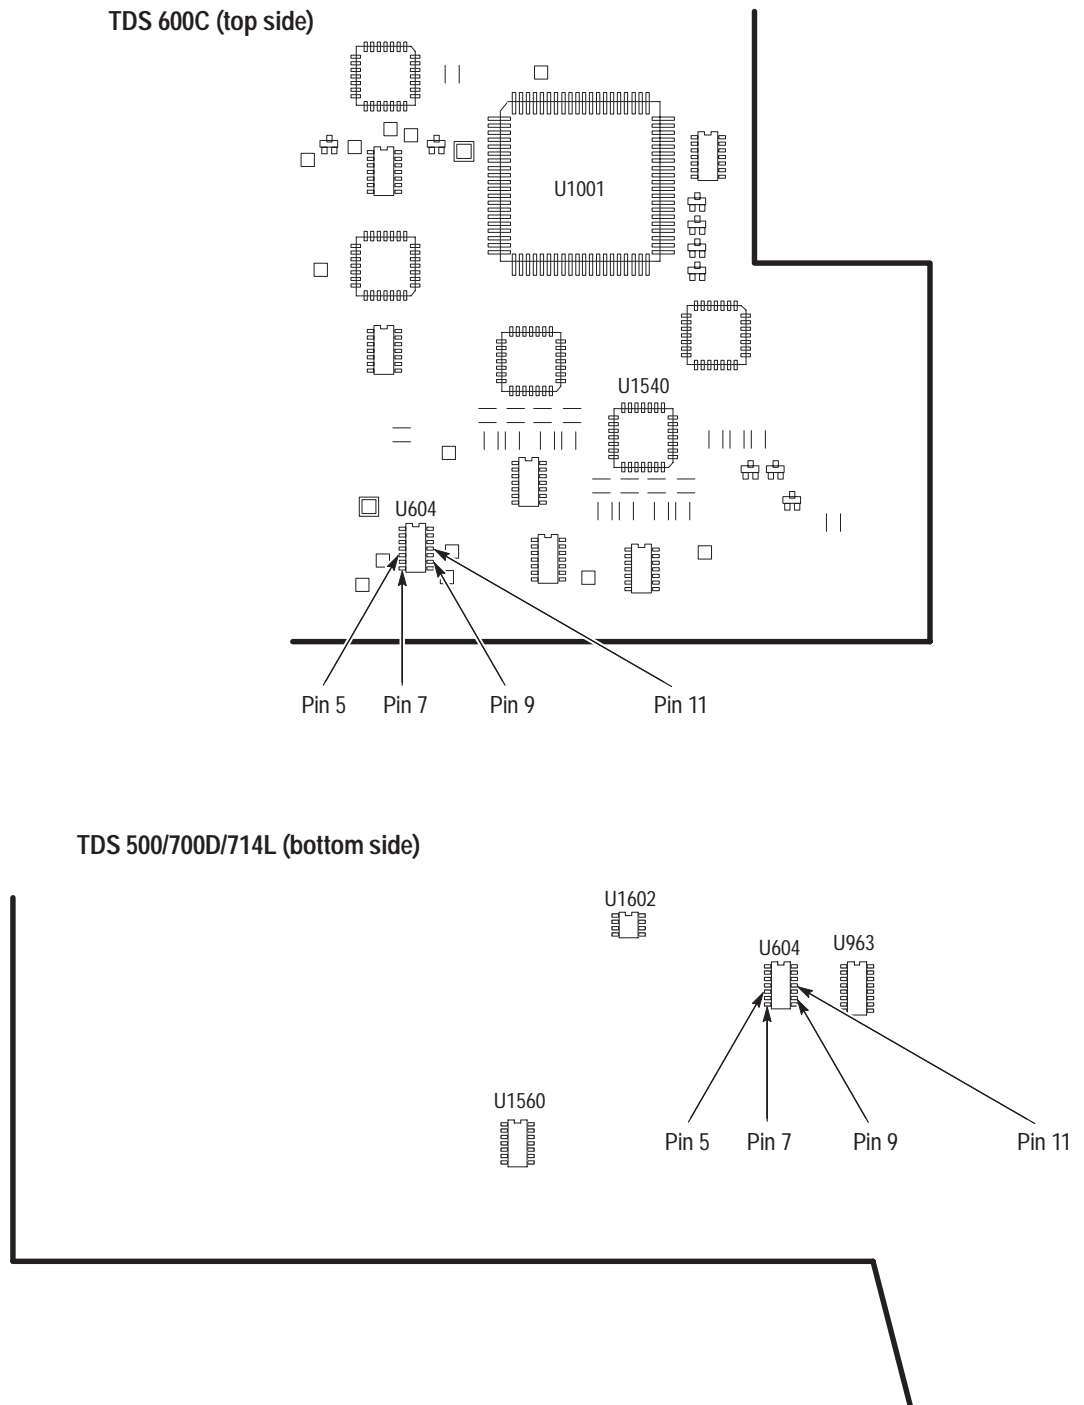 TDS 600C (top side)
U1001
U1540
U604
Pin 5 Pin 7 Pin 9 Pin 11
TDS 500/700D/714L (bottom side)
U1602
U604 U963
U1560
Pin 5 Pin 7 Pin 9 Pin 11